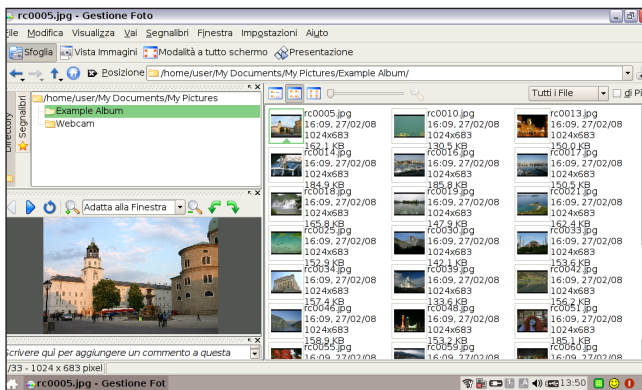 rc0005.jpg - Gestione Foto
File Modifica Visualizza Vai Segnalibri Finestra Impostazioni Aiuto
Sfoglia Vista Immagini Modalità a tutto schermo Presentazione
Posizione /home/user/My Documents/My Pictures/Example Album/
Directory
Segnalibri
/home/user/My Documents/My Pictures
Example Album
Webcam
Tutti i File di Pi
rc0005.jpg
16:09, 27/02/08
1024x683
162.1 KB
rc0010.jpg
16:09, 27/02/08
1024x683
130.5 KB
rc0013.jpg
16:09, 27/02/08
1024x683
150.0 KB
rc0014.jpg
16:09, 27/02/08
1024x683
184.9 KB
rc0016.jpg
16:09, 27/02/08
1024x683
185.8 KB
rc0017.jpg
16:09, 27/02/08
1024x683
150.5 KB
rc0018.jpg
16:09, 27/02/08
1024x683
165.8 KB
rc0019.jpg
16:09, 27/02/08
1024x683
147.9 KB
rc0021.jpg
16:09, 27/02/08
1024x683
162.4 KB
rc0025.jpg
16:09, 27/02/08
1024x683
152.9 KB
rc0030.jpg
16:09, 27/02/08
1024x683
142.1 KB
rc0033.jpg
16:09, 27/02/08
1024x683
153.6 KB
rc0034.jpg
16:09, 27/02/08
1024x683
157.4 KB
rc0039.jpg
16:09, 27/02/08
1024x683
133.6 KB
rc0042.jpg
16:09, 27/02/08
1024x683
156.2 KB
rc0046.jpg
16:09, 27/02/08
1024x683
158.9 KB
rc0048.jpg
16:09, 27/02/08
1024x683
153.2 KB
rc0051.jpg
16:09, 27/02/08
1024x683
185.1 KB
rc0055.jpg
16:09, 27/02/08
rc0059.jpg
16:09, 27/02/08
rc0060.jpg
16:09, 27/02/08
Adatta alla Finestra
Scrivere quì per aggiungere un commento a questa
/33 - 1024 x 683 pixel
rc0005.jpg - Gestione Fot
13:50